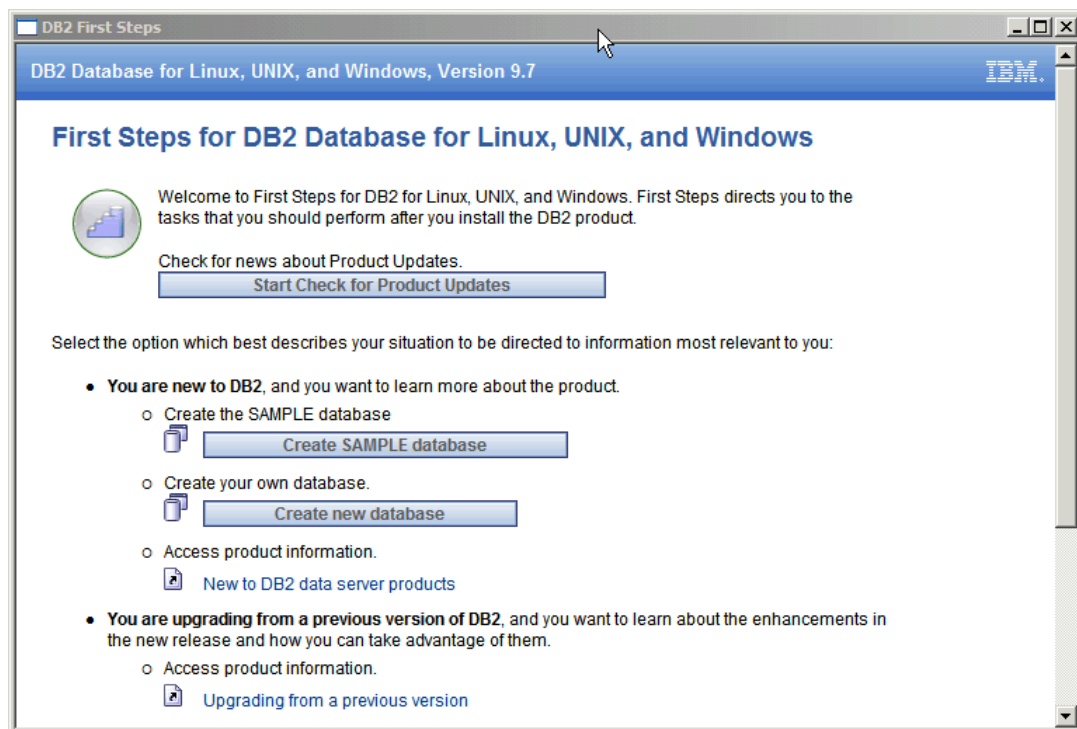 DB2 First Steps
DB2 Database for Linux, UNIX, and Windows, Version 9.7
IBM.
First Steps for DB2 Database for Linux, UNIX, and Windows
Welcome to First Steps for DB2 for Linux, UNIX, and Windows. First Steps directs you to the
tasks that you should perform after you install the DB2 product.
Check for news about Product Updates.
Start Check for Product Updates
Select the option which best describes your situation to be directed to information most relevant to you:
• You are new to DB2, and you want to learn more about the product.
o Create the SAMPLE database
Create SAMPLE database
o Create your own database.
Create new database
o Access product information.
New to DB2 data server products
• You are upgrading from a previous version of DB2, and you want to learn about the enhancements in
the new release and how you can take advantage of them.
o Access product information.
Upgrading from a previous version